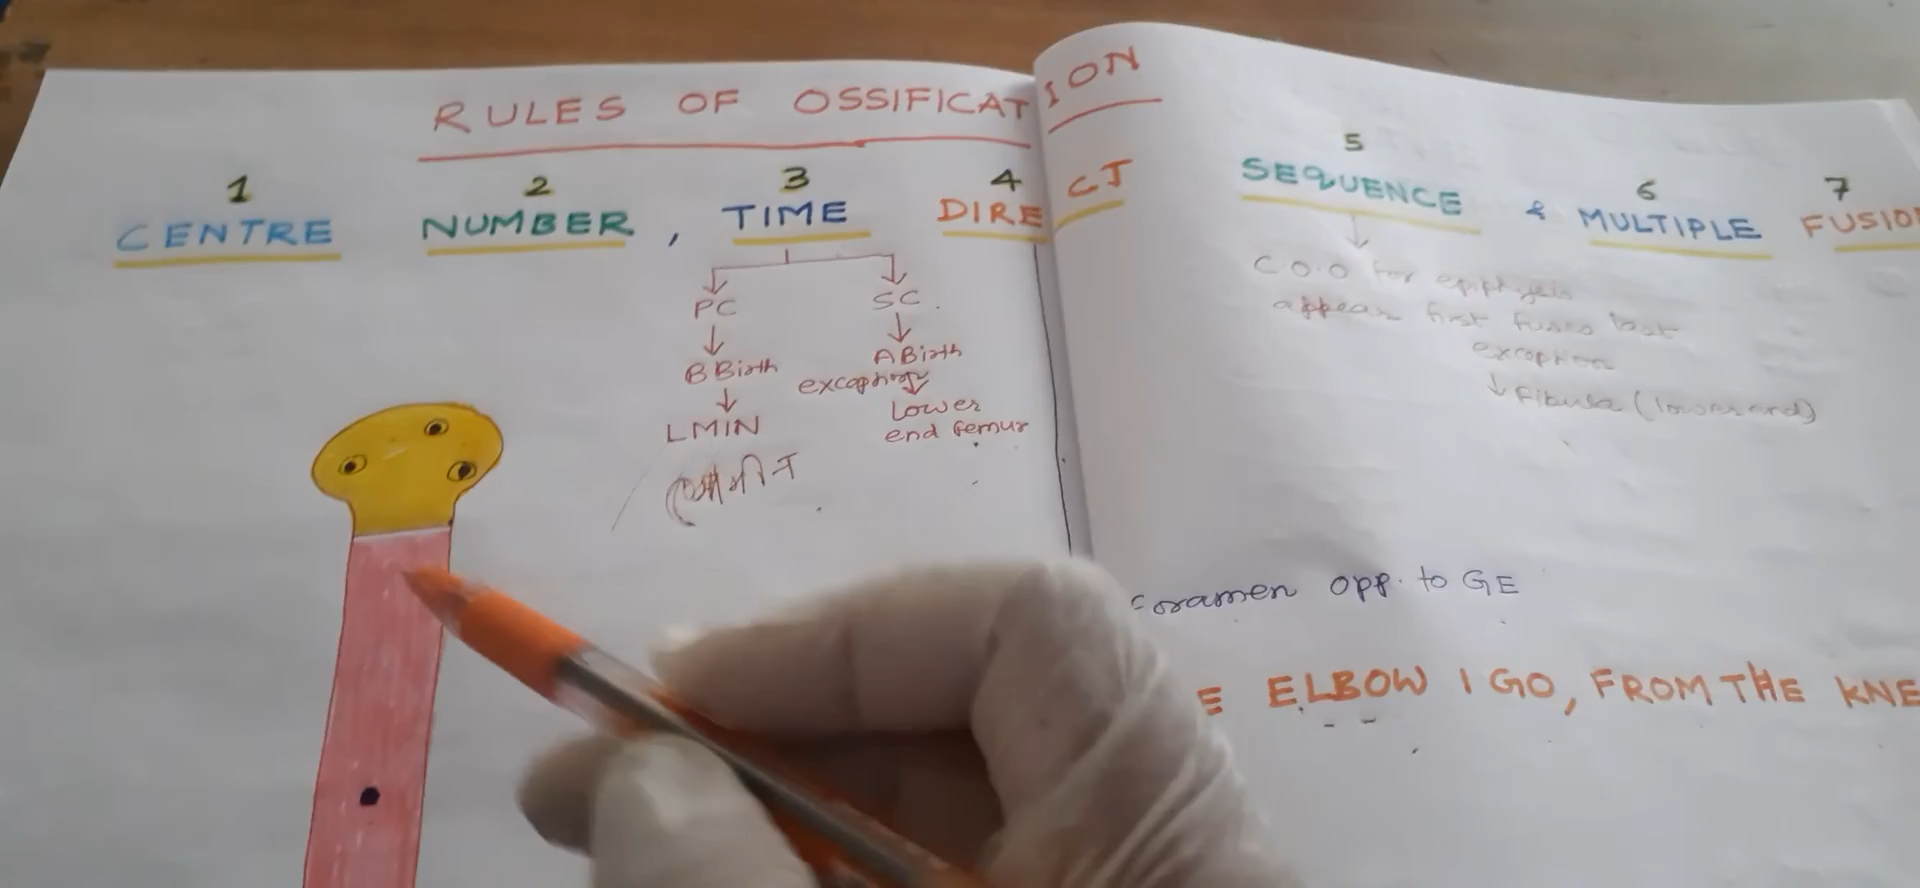 RULES OF OSSIFICATION
1 2 3 4 5 6 7
CENTRE NUMBER, TIME DIRECT SEQUENCE & MULTIPLE FUSIO
PC SC
B Birth A Birth
exception
LMIN Lower
end femur
C O.O for epiphysis
appear first fuses last
exception
Fibula (lower end)
oramen opp. to GE
E ELBOW I GO, FROM THE KNE